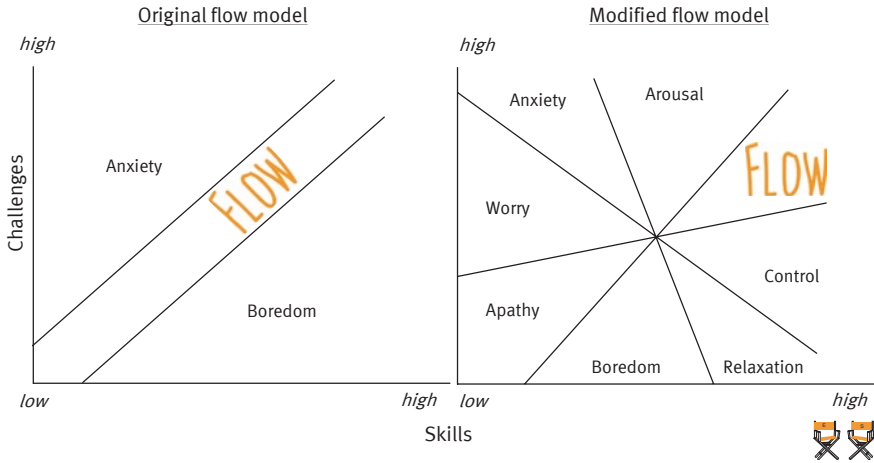 Original flow model
high
Challenges
Anxiety
FLOW
Boredom
low
high
Modified flow model
high
Anxiety
Arousal
FLOW
Worry
Control
Apathy
Boredom
Relaxation
low
high
Skills